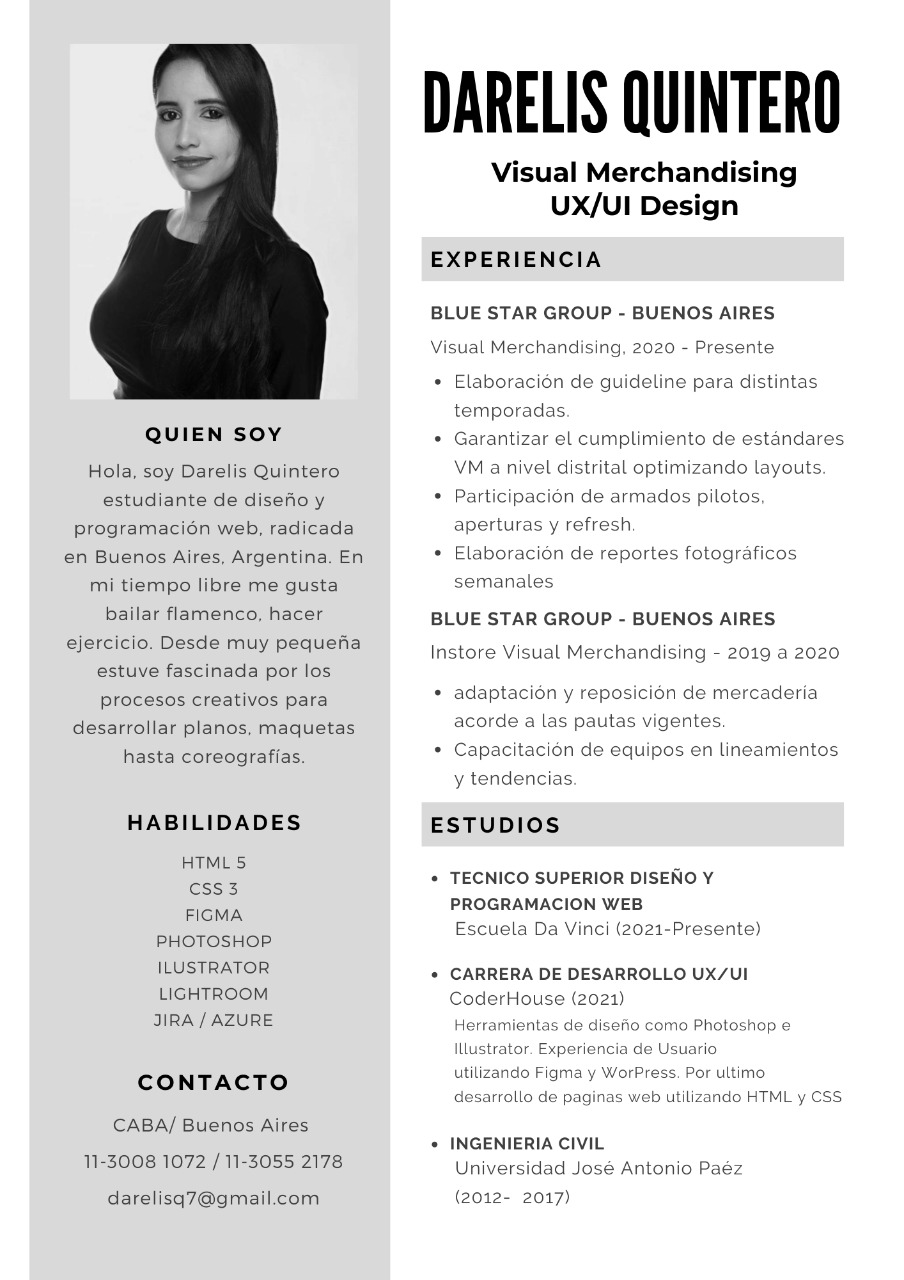 DARELIS QUINTERO
Visual Merchandising
UX/UI Design
QUIEN SOY
Hola, soy Darelis Quintero
estudiante de diseño y
programación web, radicada
en Buenos Aires, Argentina. En
mi tiempo libre me gusta
bailar flamenco, hacer
ejercicio. Desde muy pequeña
estuve fascinada por los
procesos creativos para
desarrollar planos, maquetas
hasta coreografías.
HABILIDADES
HTML 5
CSS 3
FIGMA
PHOTOSHOP
ILUSTRATOR
LIGHTROOM
JIRA / AZURE
CONTACTO
CABA/ Buenos Aires
11-3008 1072 / 11-3055 2178
darelisq7@gmail.com
EXPERIENCIA
BLUE STAR GROUP - BUENOS AIRES
Visual Merchandising, 2020 - Presente
• Elaboración de guideline para distintas
temporadas.
• Garantizar el cumplimiento de estándares
VM a nivel distrital optimizando layouts.
• Participación de armados pilotos,
aperturas y refresh.
• Elaboración de reportes fotográficos
semanales
BLUE STAR GROUP - BUENOS AIRES
Instore Visual Merchandising - 2019 a 2020
• adaptación y reposición de mercadería
acorde a las pautas vigentes.
• Capacitación de equipos en lineamientos
y tendencias.
ESTUDIOS
• TECNICO SUPERIOR DISEÑO Y
PROGRAMACION WEB
Escuela Da Vinci (2021-Presente)
• CARRERA DE DESARROLLO UX/UI
CoderHouse (2021)
Herramientas de diseño como Photoshop e
Illustrator. Experiencia de Usuario
utilizando Figma y WorPress. Por ultimo
desarrollo de paginas web utilizando HTML y CSS
• INGENIERIA CIVIL
Universidad José Antonio Paéz
(2012- 2017)